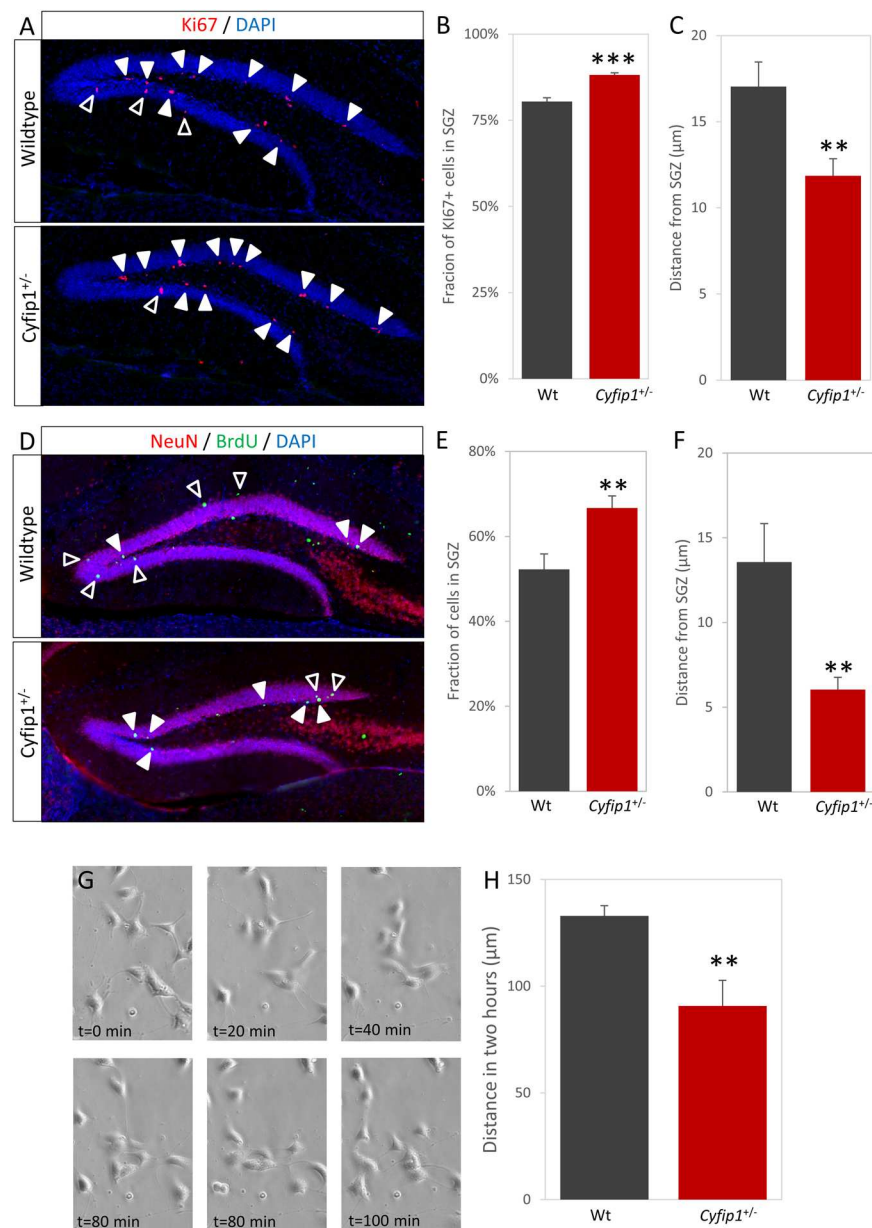 A
Ki67 / DAPI
Wildtype
Cyfip1+/-
B
Fracion of KI67+ cells in SGZ
100%
75%
50%
25%
0%
***
Wt
Cyfip1+/-
C
Distance from SGZ (µm)
20
15
10
5
0
**
Wt
Cyfip1+/-
D
NeuN / BrdU / DAPI
Wildtype
Cyfip1+/-
E
Fraction of cells in SGZ
80%
60%
40%
20%
0%
**
Wt
Cyfip1+/-
F
Distance from SGZ (µm)
20
15
10
5
0
**
Wt
Cyfip1+/-
G
t=0 min
t=20 min
t=40 min
t=80 min
t=80 min
t=100 min
H
Distance in two hours (µm)
150
100
50
0
**
Wt
Cyfip1+/-